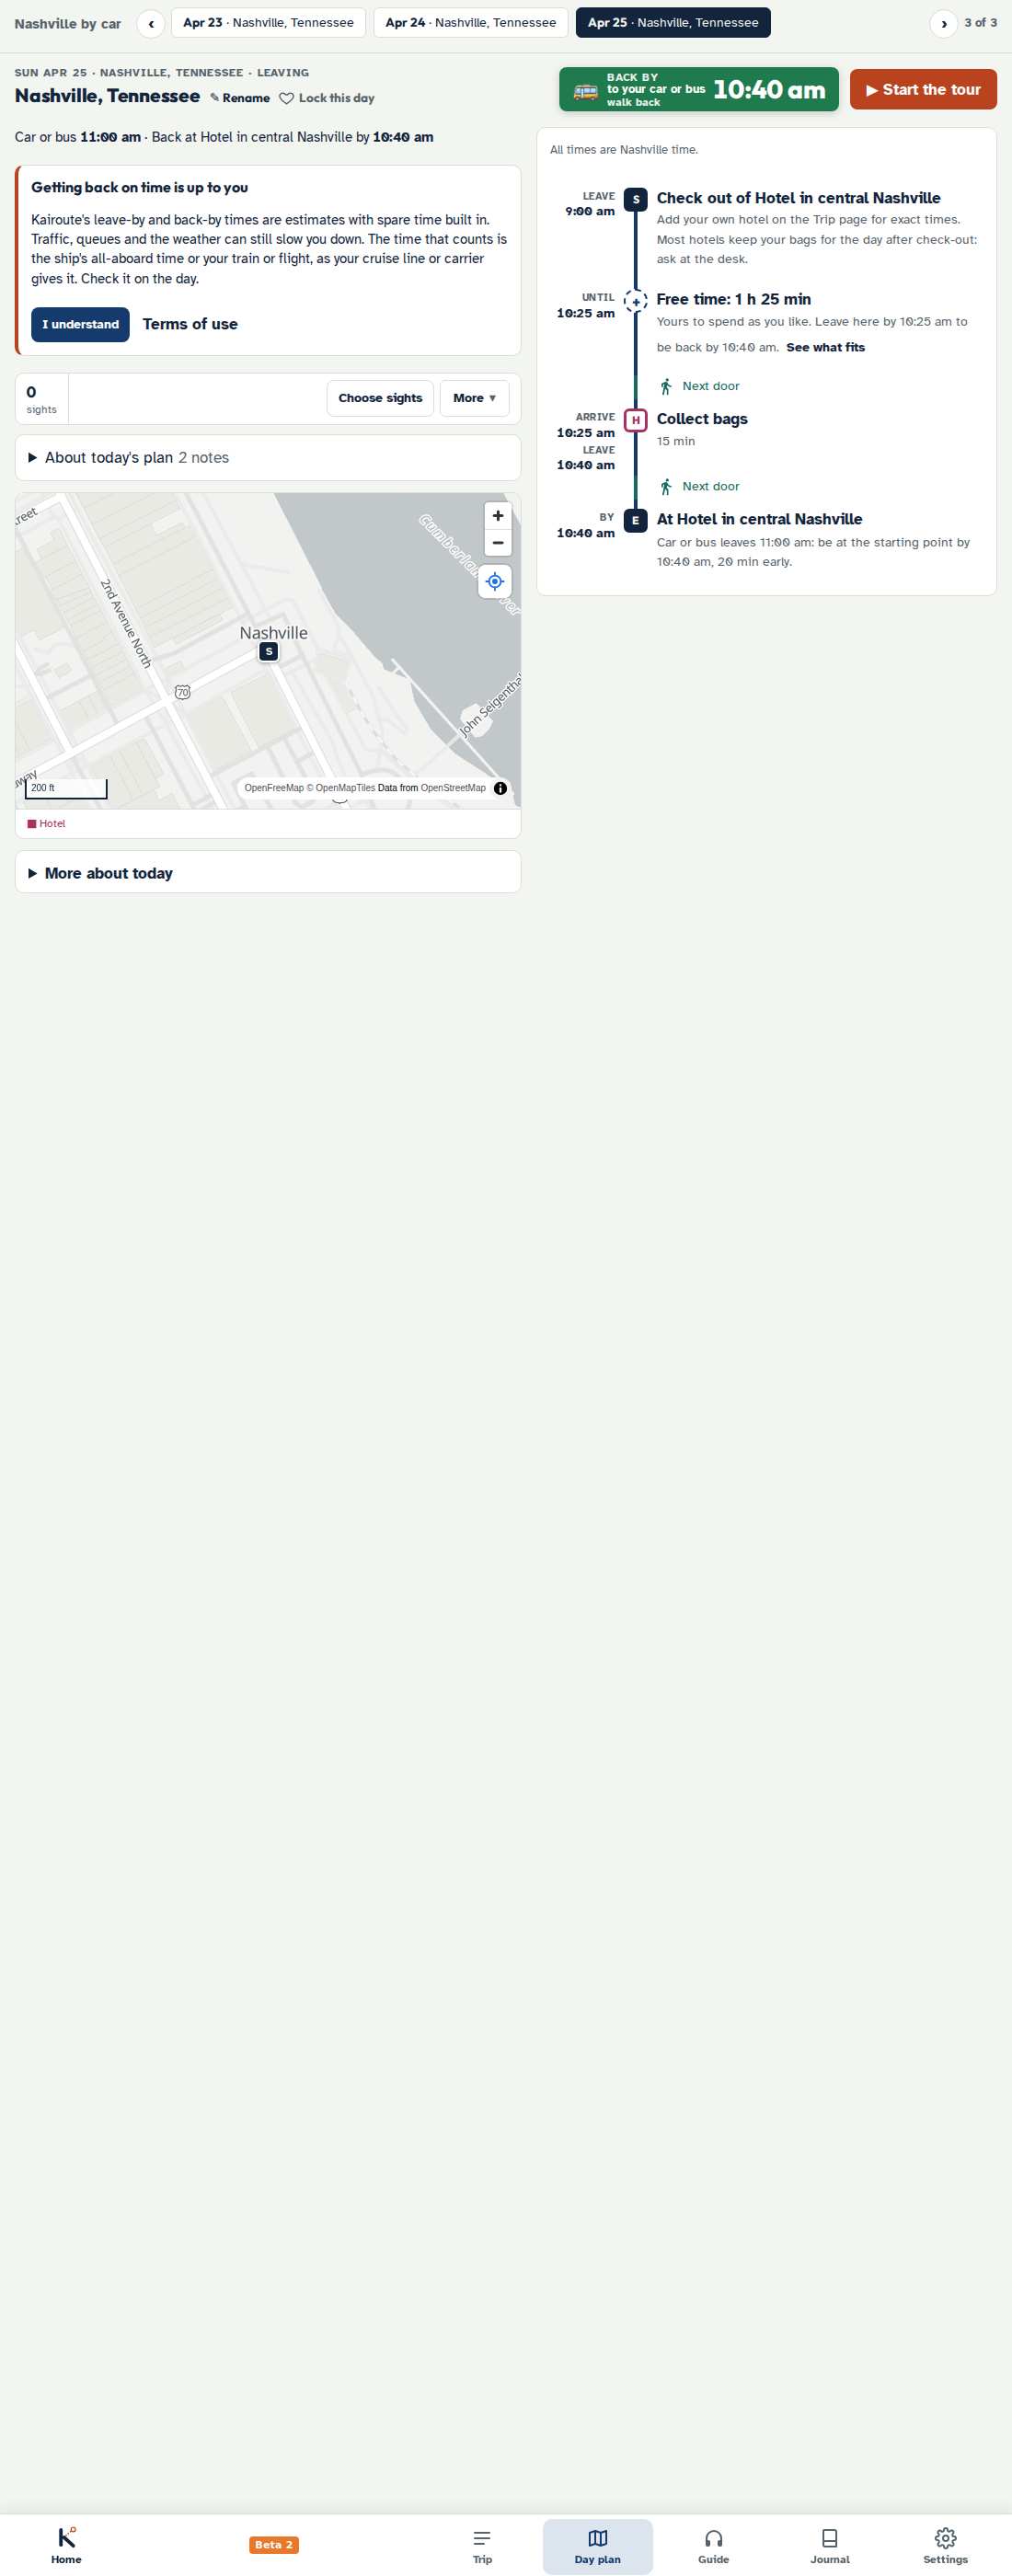 Nashville by car
‹
Apr 23 · Nashville, Tennessee
Apr 24 · Nashville, Tennessee
Apr 25 · Nashville, Tennessee
›
3 of 3
SUN APR 25 · NASHVILLE, TENNESSEE · LEAVING
Nashville, Tennessee
✎ Rename
Lock this day
BACK BY
to your car or bus
walk back
10:40 am
▶ Start the tour
Car or bus 11:00 am · Back at Hotel in central Nashville by 10:40 am
Getting back on time is up to you
Kairoute's leave-by and back-by times are estimates with spare time built in.
Traffic, queues and the weather can still slow you down. The time that counts is
the ship's all-aboard time or your train or flight, as your cruise line or carrier
gives it. Check it on the day.
I understand
Terms of use
0
sights
Choose sights
More ▾
▶ About today's plan 2 notes
2nd Avenue North
Nashville
S
70
200 ft
OpenFreeMap © OpenMapTiles Data from OpenStreetMap
Hotel
▶ More about today
All times are Nashville time.
LEAVE
9:00 am
S
Check out of Hotel in central Nashville
Add your own hotel on the Trip page for exact times.
Most hotels keep your bags for the day after check-out:
ask at the desk.
UNTIL
10:25 am
+
Free time: 1 h 25 min
Yours to spend as you like. Leave here by 10:25 am to
be back by 10:40 am. See what fits
Next door
ARRIVE
10:25 am
LEAVE
10:40 am
H
Collect bags
15 min
Next door
BY
10:40 am
E
At Hotel in central Nashville
Car or bus leaves 11:00 am: be at the starting point by
10:40 am, 20 min early.
Home
Beta 2
Trip
Day plan
Guide
Journal
Settings